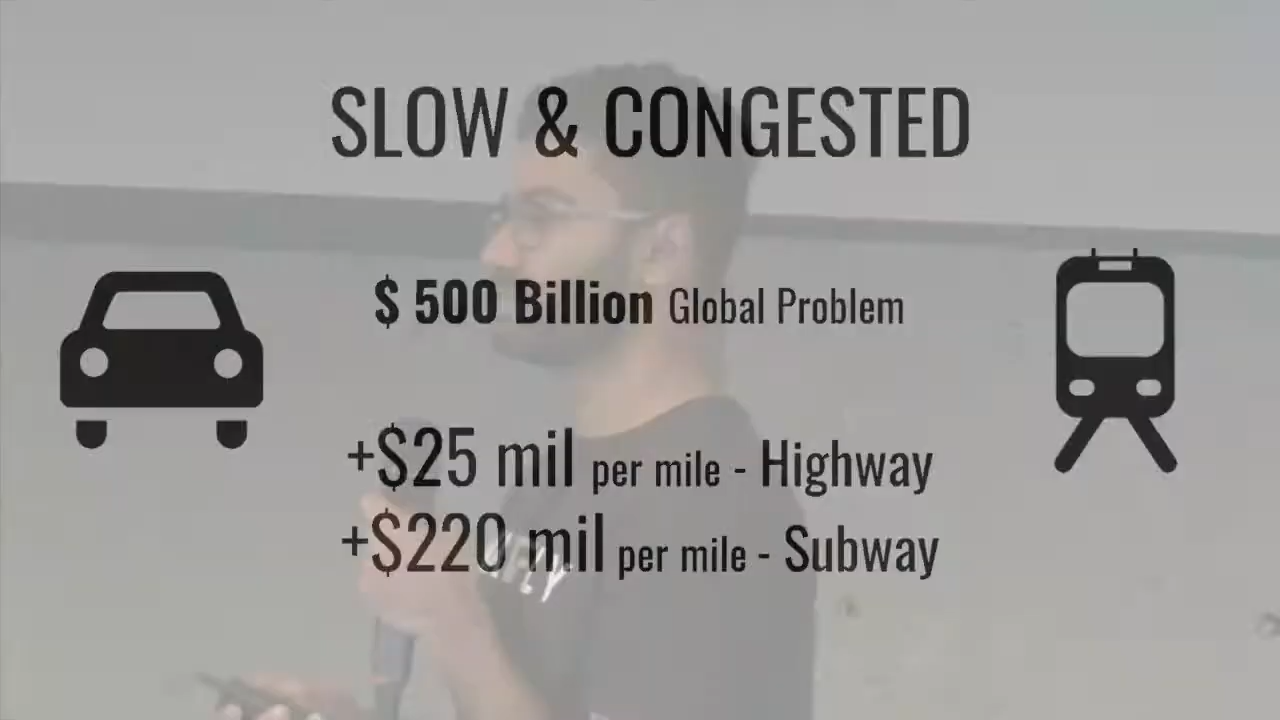 SLOW & CONGESTED
$ 500 Billion Global Problem
+$25 mil per mile - Highway
+$220 mil per mile - Subway